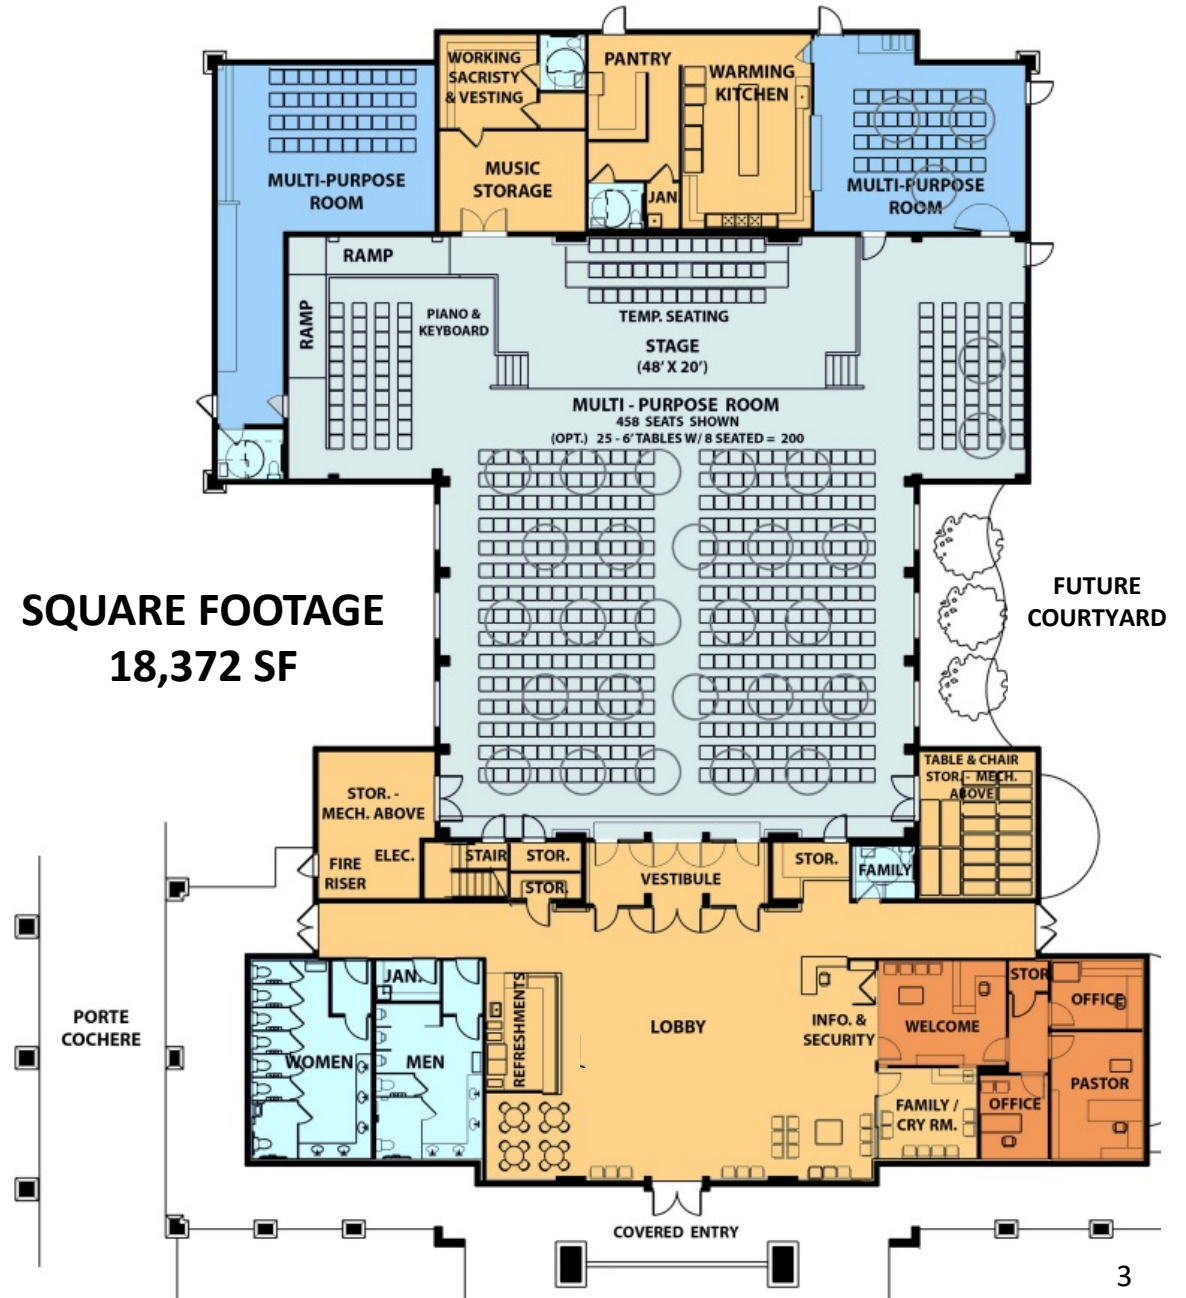 WORKING
SACRISTY
& VESTING
PANTRY
WARMING
KITCHEN
MULTI-PURPOSE
ROOM
MUSIC
STORAGE
JAN.
MULTI-PURPOSE
ROOM
RAMP
RAMP
PIANO &
KEYBOARD
TEMP. SEATING
STAGE
(48' X 20')
MULTI - PURPOSE ROOM
458 SEATS SHOWN
(OPT.) 25 - 6' TABLES W/ 8 SEATED = 200
SQUARE FOOTAGE
18,372 SF
FUTURE
COURTYARD
STOR. -
MECH. ABOVE
ELEC.
FIRE
RISER
STAIR
STOR.
STOR.
VESTIBULE
STOR.
FAMILY
TABLE & CHAIR
STOR. - MECH.
ABOVE
PORTE
COCHERE
WOMEN
JAN.
MEN
REFRESHMENTS
LOBBY
INFO. &
SECURITY
WELCOME
STOR
OFFICE
FAMILY /
CRY RM.
OFFICE
PASTOR
COVERED ENTRY
3